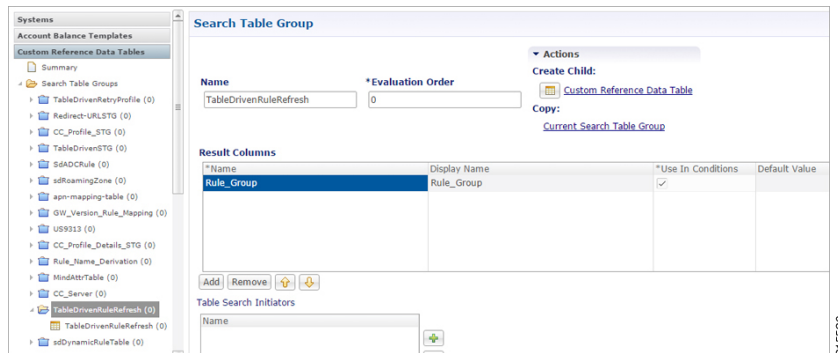 Systems
Account Balance Templates
Custom Reference Data Tables
Summary
Search Table Groups
TableDrivenRetryProfile (0)
Redirect-URLSTG (0)
CC_Profile_STG (0)
TableDrivenSTG (0)
SdADCRule (0)
sdRoamingZone (0)
apn-mapping-table (0)
GW_Version_Rule_Mapping (0)
US9313 (0)
CC_Profile_Details_STG (0)
Rule_Name_Derivation (0)
MindAttrTable (0)
CC_Server (0)
TableDrivenRuleRefresh (0)
TableDrivenRuleRefresh (0)
sdDynamicRuleTable (0)
Search Table Group
Name
*Evaluation Order
TableDrivenRuleRefresh
0
Actions
Create Child:
Custom Reference Data Table
Copy:
Current Search Table Group
Result Columns
*Name Display Name *Use In Conditions Default Value
Rule_Group Rule_Group
Add Remove
Table Search Initiators
Name